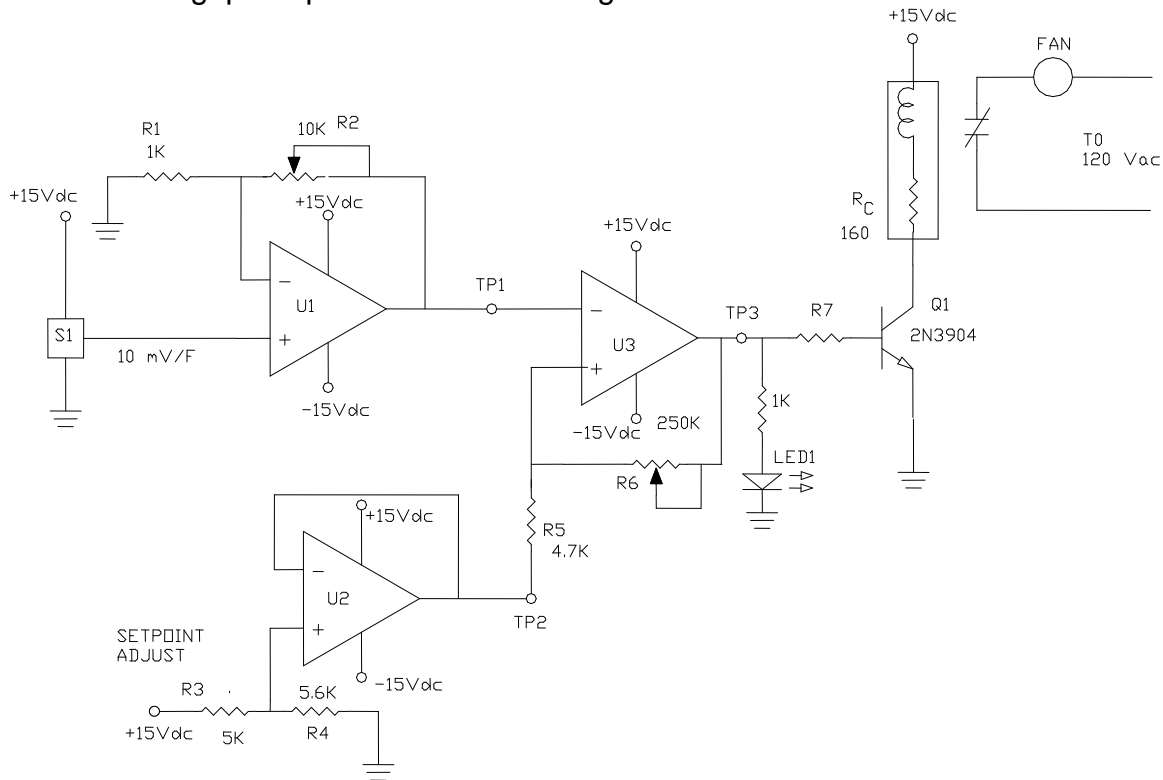 +15Vdc
FAN
R1
1K
10K
R2
+15Vdc
+15Vdc
TO
120 Vac
RC
160
+15Vdc
TP1
U1
S1
10 mV/F
-15Vdc
U3
TP3
R7
Q1
2N3904
-15Vdc
250K
1K
LED1
R6
+15Vdc
R5
4.7K
U2
TP2
SETPOINT
ADJUST
-15Vdc
R3
5.6K
+15Vdc
5K
R4